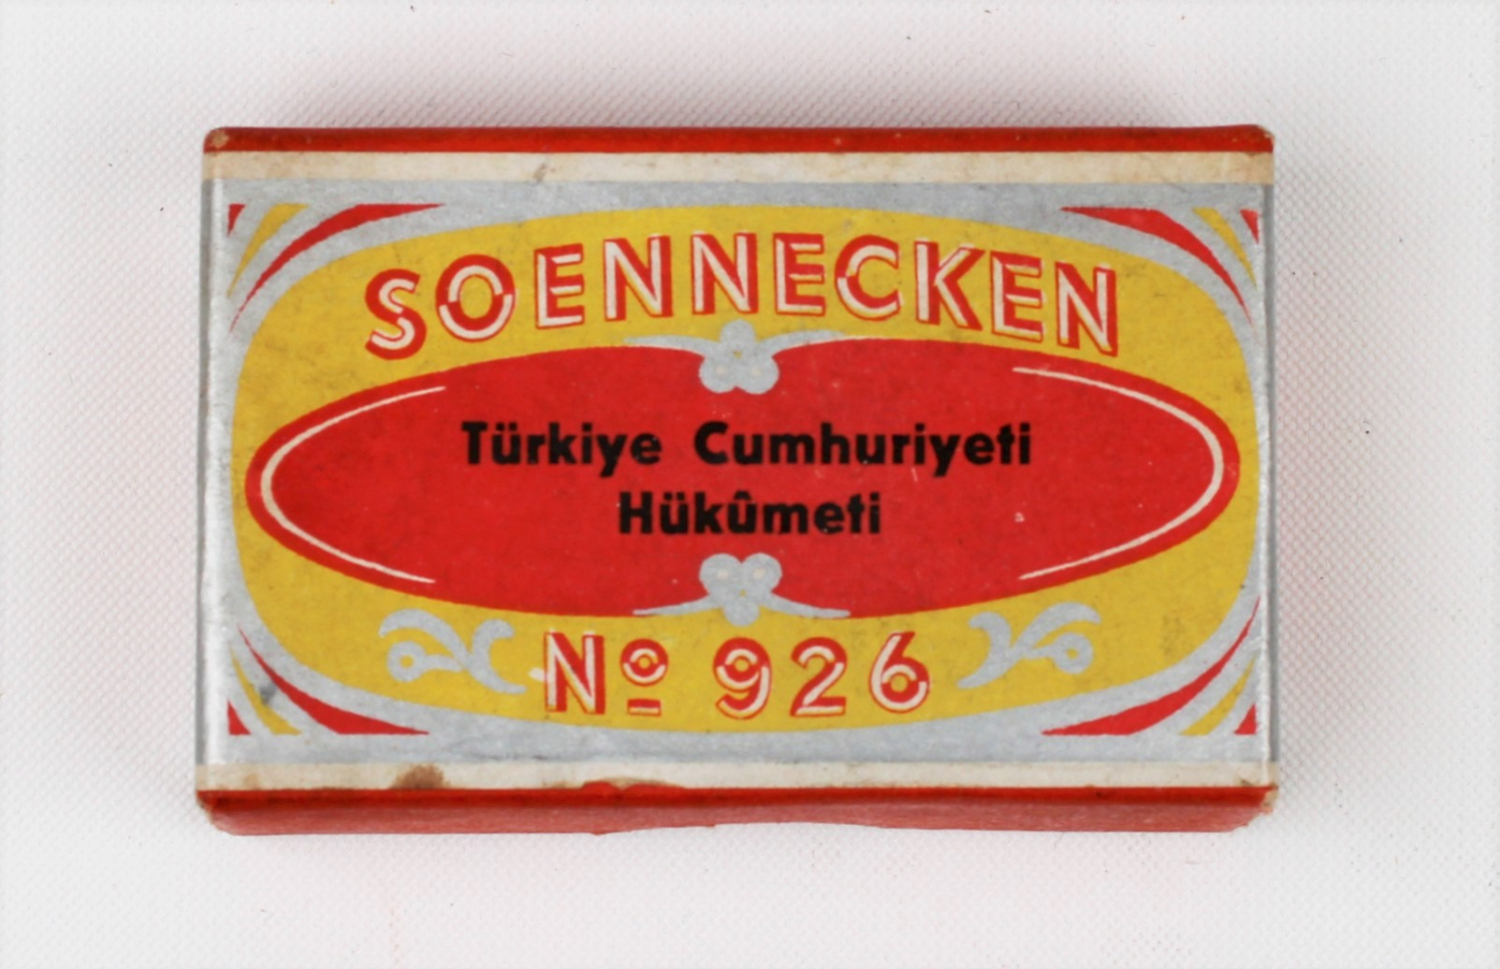 SOENNECKEN
Türkiye Cumhuriyeti
Hükûmeti
Nº 926